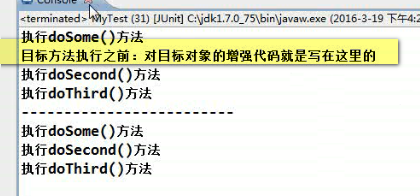 Console
<terminated> MyTest (31) [JUnit] C:\jdk1.7.0_75\bin\javaw.exe (2016-3-19 下午4:2
执行doSome()方法
目标方法执行之前：对目标对象的增强代码就是写在这里的
执行doSecond()方法
执行doThird()方法
--------------------------
执行doSome()方法
执行doSecond()方法
执行doThird()方法